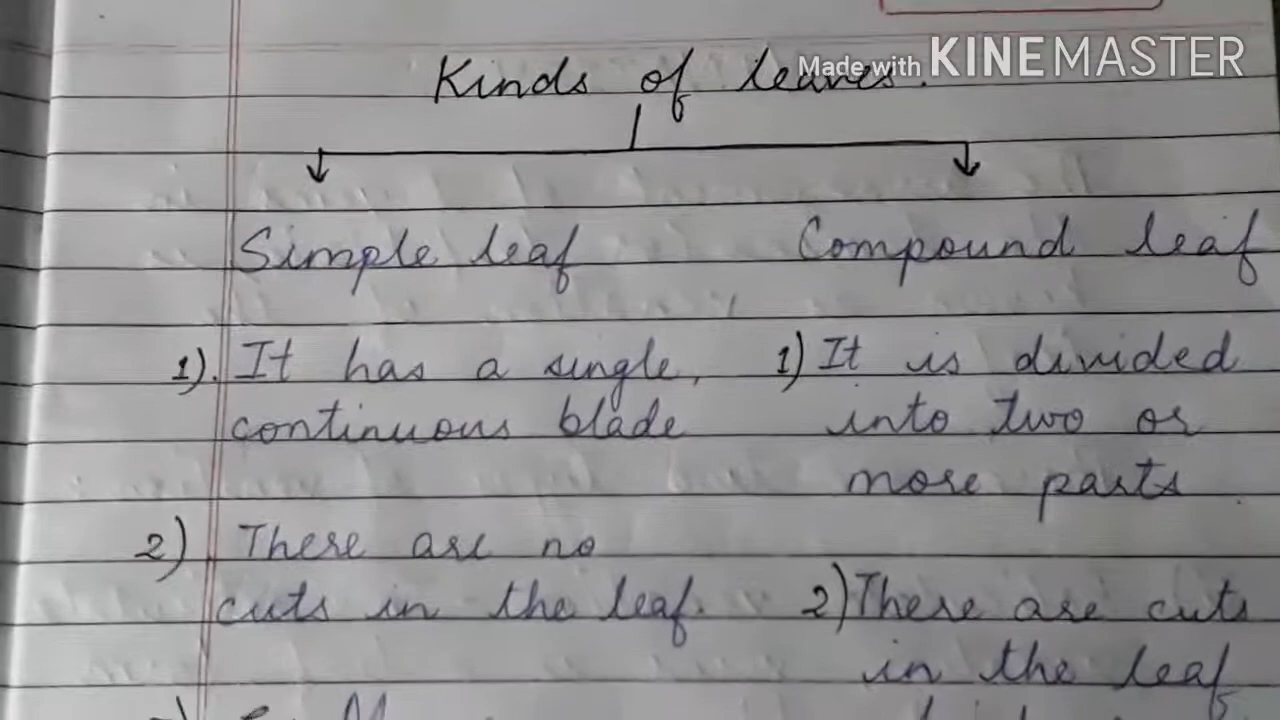 Made with KINEMASTER
Kinds of leaves.
Simple leaf
1). It has a single,
continuous blade
2) There are no
cuts in the leaf.
Compound leaf
1) It is divided
into two or
more parts
2) There are cuts
in the leaf